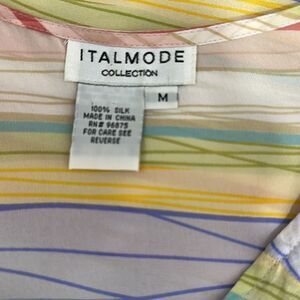 ITALMODE
COLLECTION
M
100% SILK
MADE IN CHINA
RN# 96875
FOR CARE SEE
REVERSE